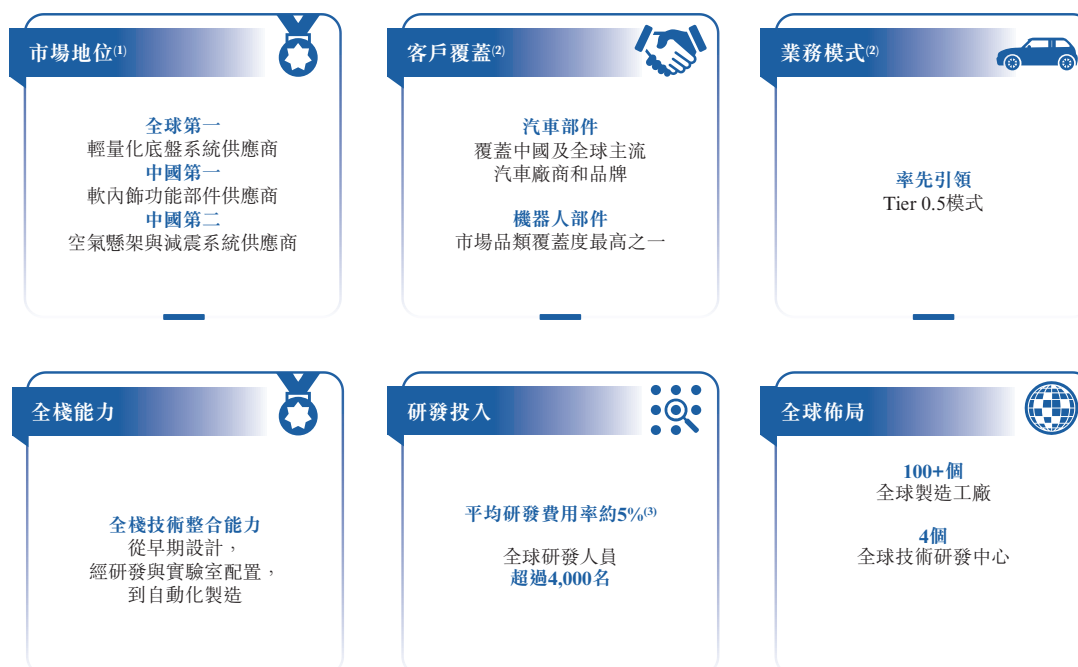 市場地位(1)
全球第一
輕量化底盤系統供應商
中國第一
軟內飾功能部件供應商
中國第二
空氣懸架與減震系統供應商
客戶覆蓋(2)
汽車部件
覆蓋中國及全球主流
汽車廠商和品牌
機器人部件
市場品類覆蓋度最高之一
業務模式(2)
率先引領
Tier 0.5模式
全棧能力
全棧技術整合能力
從早期設計，
經研發與實驗室配置，
到自動化製造
研發投入
平均研發費用率約5%(3)
全球研發人員
超過4,000名
全球佈局
100+個
全球製造工廠
4個
全球技術研發中心